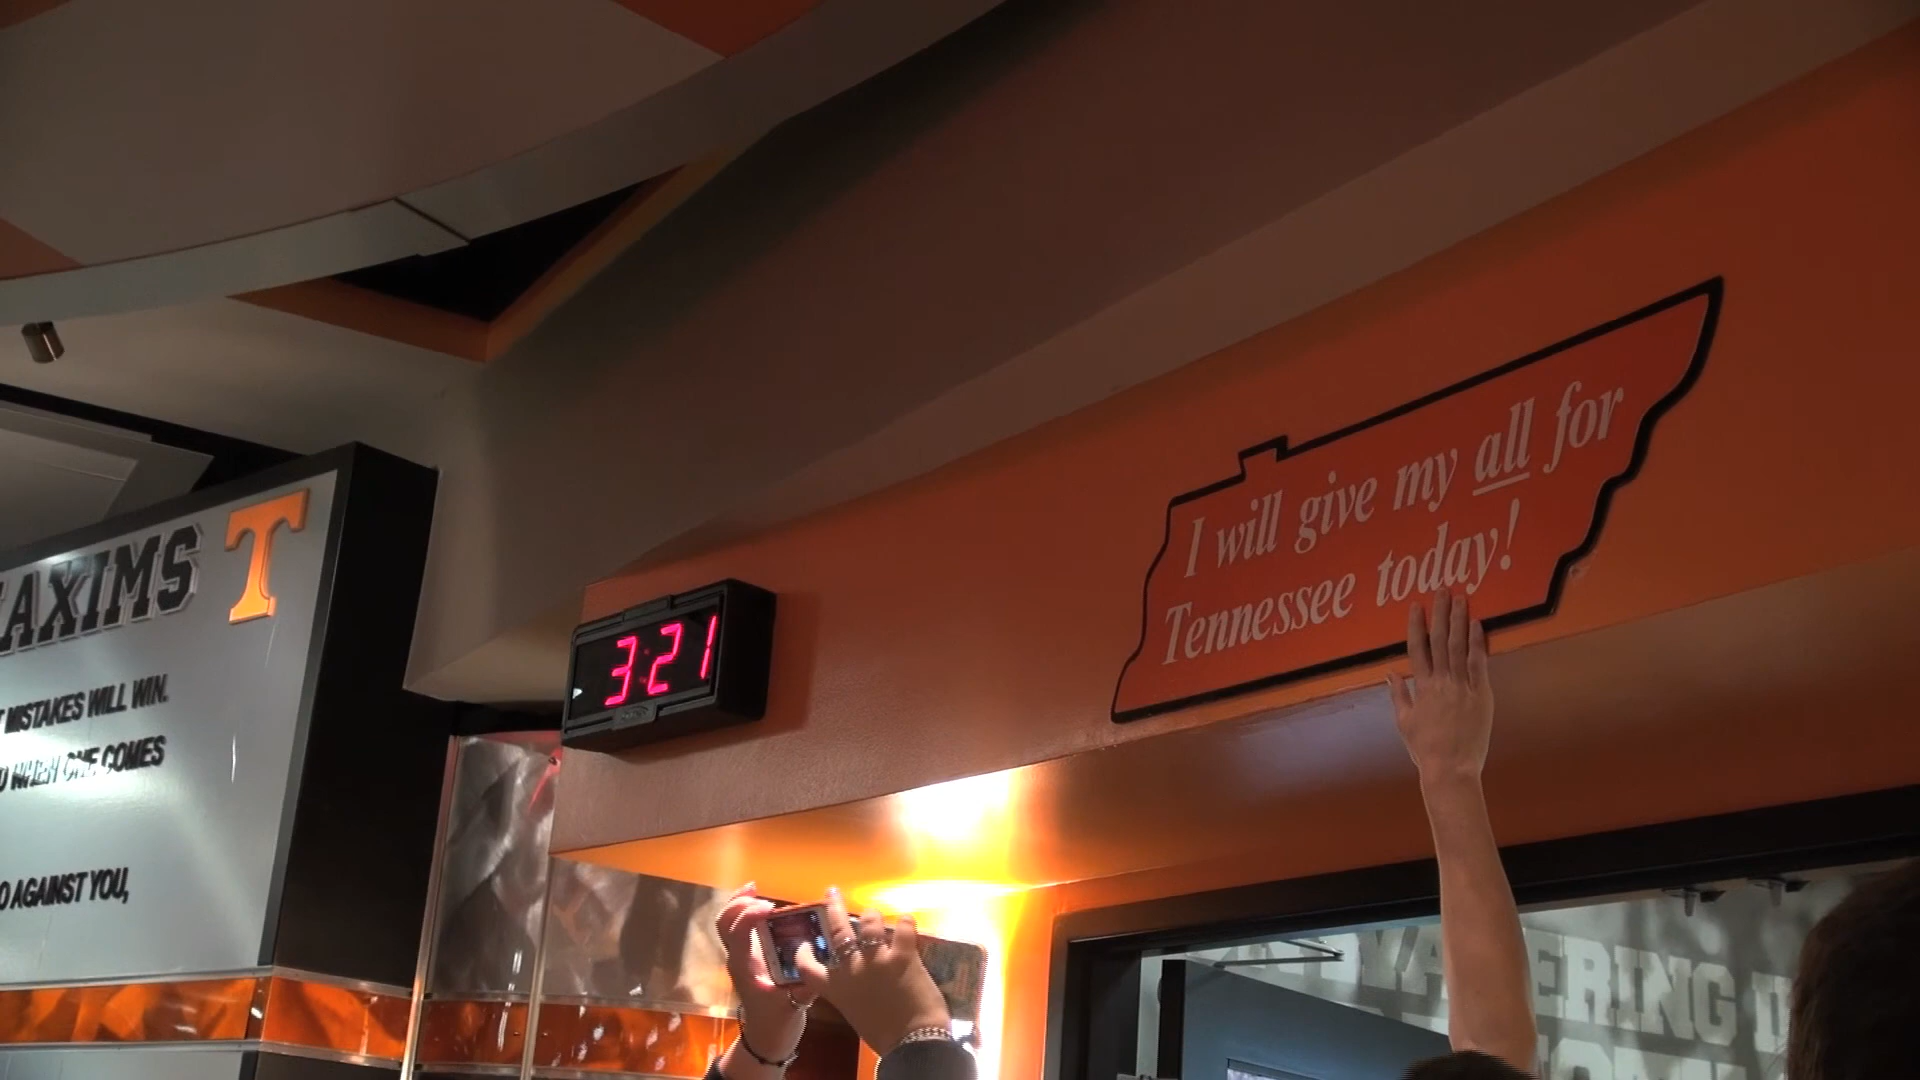 MAXIMS T
MISTAKES WILL WIN.
WHEN ONE COMES
AGAINST YOU,
3:21
I will give my all for
Tennessee today!